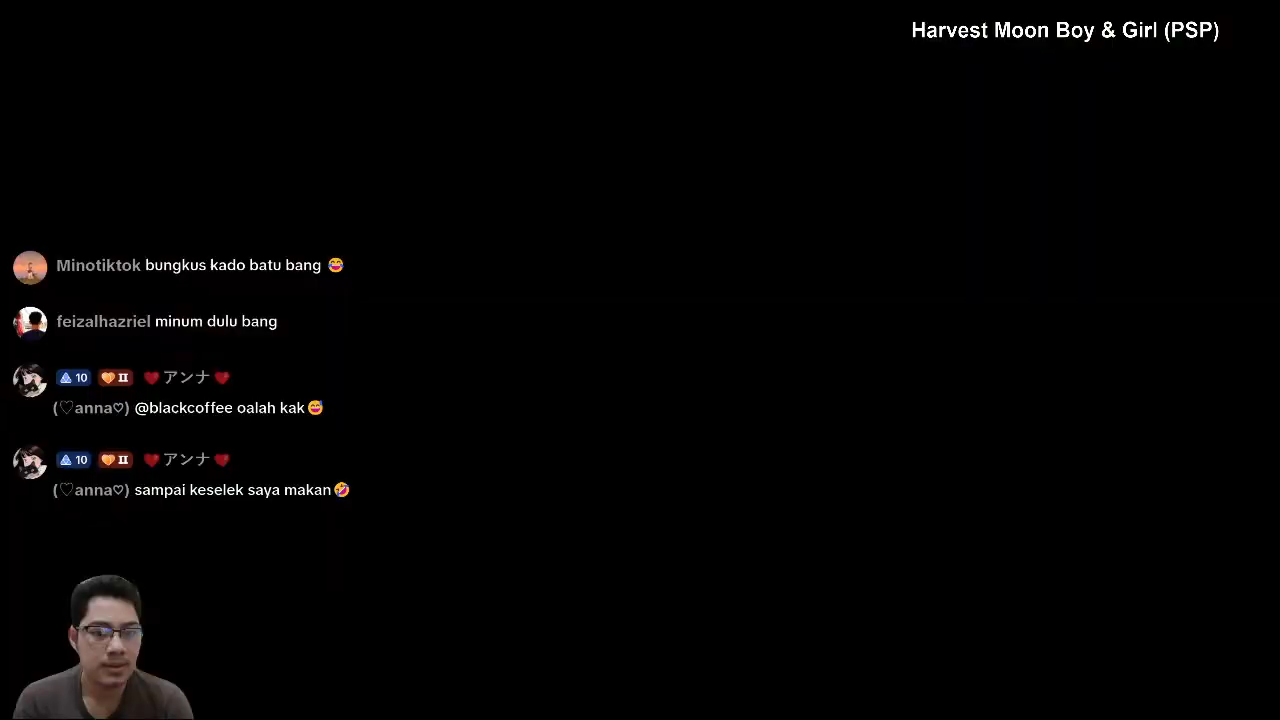 Harvest Moon Boy & Girl (PSP)
Minotiktok bungkus kado batu bang 😂
feizalhazriel minum dulu bang
10 II ♥アンナ♥
(♡anna♡) @blackcoffee oalah kak😅
10 II ♥アンナ♥
(♡anna♡) sampai keselek saya makan🤣